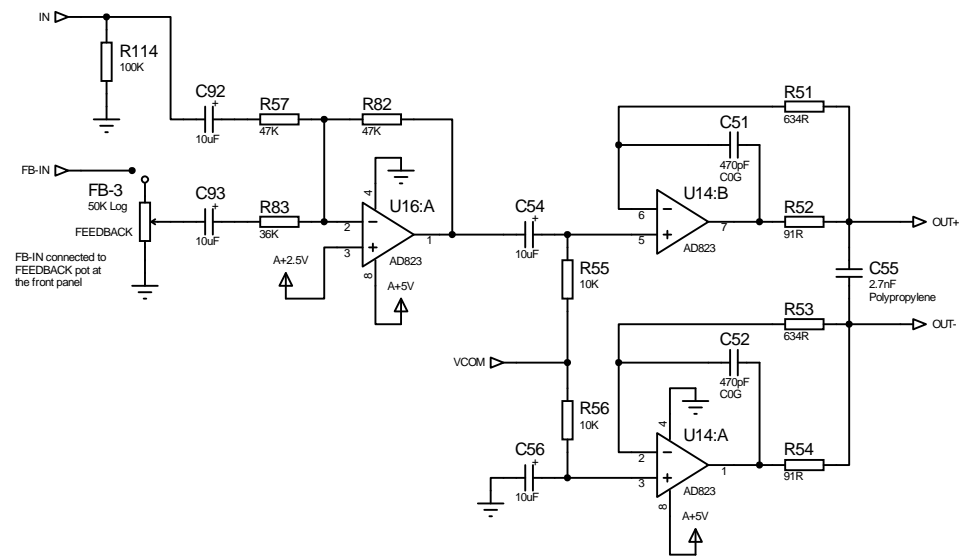 IN
R114
100K
C92
+
10uF
R57
47K
R82
47K
FB-IN
FB-3
50K Log
FEEDBACK
FB-IN connected to
FEEDBACK pot at
the front panel
C93
+
10uF
R83
36K
4
U16:A
2
3
1
8
AD823
A+2.5V
A+5V
C54
+
10uF
R55
10K
VCOM
R56
10K
C56
+
10uF
R51
634R
C51
470pF
C0G
U14:B
6
5
7
AD823
R52
91R
OUT+
C55
2.7nF
Polypropylene
R53
634R
OUT-
C52
470pF
C0G
4
U14:A
2
3
1
8
AD823
A+5V
R54
91R